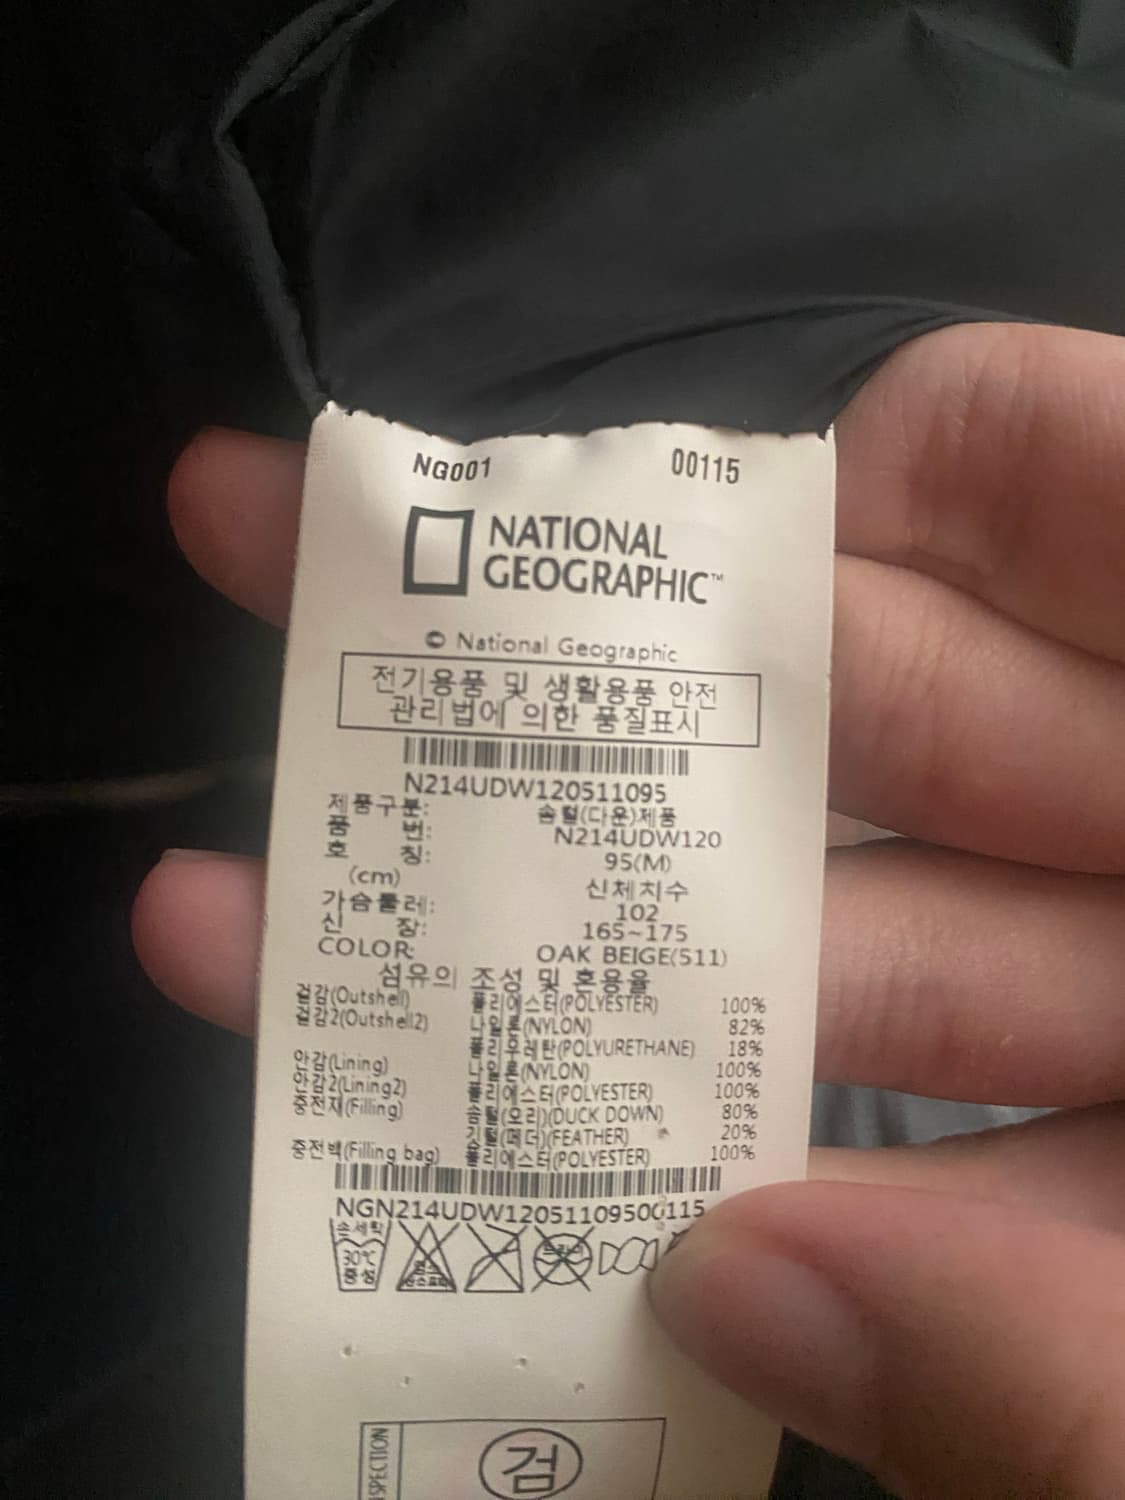 NG001 00115
NATIONAL
GEOGRAPHIC™
© National Geographic
전기용품 및 생활용품 안전
관리법에 의한 품질표시
N214UDW120511095
제품구분: 솜털(다운)제품
품 번: N214UDW120
호 칭: 95(M)
(cm) 신체치수
가슴둘레: 102
신 장: 165~175
COLOR: OAK BEIGE(511)
섬유의 조성 및 혼용율
겉감(Outshell) 폴리에스터(POLYESTER) 100%
겉감2(Outshell2) 나일론(NYLON) 82%
폴리우레탄(POLYURETHANE) 18%
안감(Lining) 나일론(NYLON) 100%
안감2(Lining2) 폴리에스터(POLYESTER) 100%
충전재(Filling) 솜털(오리)(DUCK DOWN) 80%
깃털(페더)(FEATHER) 20%
충전백(Filling bag) 폴리에스터(POLYESTER) 100%
NGN214UDW12051109500115
손세탁
30℃
중성
드라이
SPECTION
검